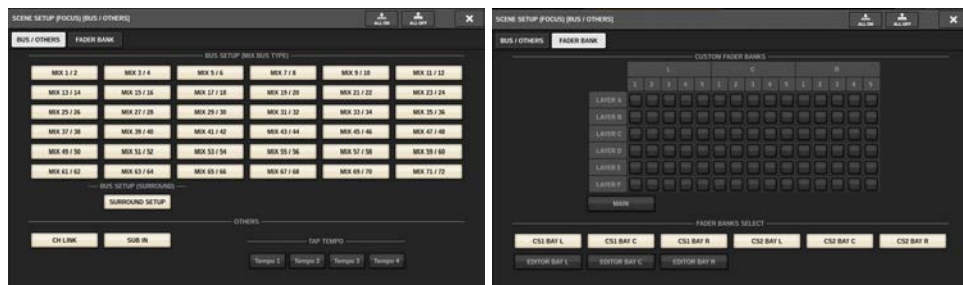 SCENE SETUP (FOCUS) [BUS / OTHERS]
ALL ON
ALL OFF
BUS / OTHERS
FADER BANK
BUS SETUP (MIX BUS TYPE)
MIX 1 / 2 MIX 3 / 4 MIX 5 / 6 MIX 7 / 8 MIX 9 / 10 MIX 11 / 12
MIX 13 / 14 MIX 15 / 16 MIX 17 / 18 MIX 19 / 20 MIX 21 / 22 MIX 23 / 24
MIX 25 / 26 MIX 27 / 28 MIX 29 / 30 MIX 31 / 32 MIX 33 / 34 MIX 35 / 36
MIX 37 / 38 MIX 39 / 40 MIX 41 / 42 MIX 43 / 44 MIX 45 / 46 MIX 47 / 48
MIX 49 / 50 MIX 51 / 52 MIX 53 / 54 MIX 55 / 56 MIX 57 / 58 MIX 59 / 60
MIX 61 / 62 MIX 63 / 64 MIX 65 / 66 MIX 67 / 68 MIX 69 / 70 MIX 71 / 72
BUS SETUP (SURROUND)
SURROUND SETUP
OTHERS
CH LINK SUB IN
TAP TEMPO
Tempo 1 Tempo 2 Tempo 3 Tempo 4
SCENE SETUP (FOCUS) [BUS / OTHERS]
ALL ON
ALL OFF
BUS / OTHERS
FADER BANK
CUSTOM FADER BANKS
L C R
1 2 3 4 5 1 2 3 4 5 1 2 3 4 5
LAYER A
LAYER B
LAYER C
LAYER D
LAYER E
LAYER F
MAIN
FADER BANKS SELECT
CS1 BAY L CS1 BAY C CS1 BAY R CS2 BAY L CS2 BAY C CS2 BAY R
EDITOR BAY L EDITOR BAY C EDITOR BAY R